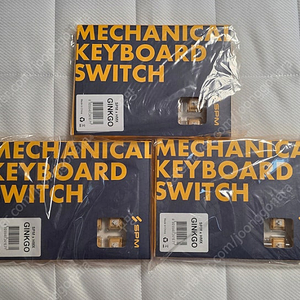 MECHANICAL
KEYBOARD
SWITCH
GINKGO
SPM
MECHANICAL
KEYBOARD
SWITCH
GINKGO
SPM
MECHANICAL
KEYBOARD
SWITCH
GINKGO
SPM